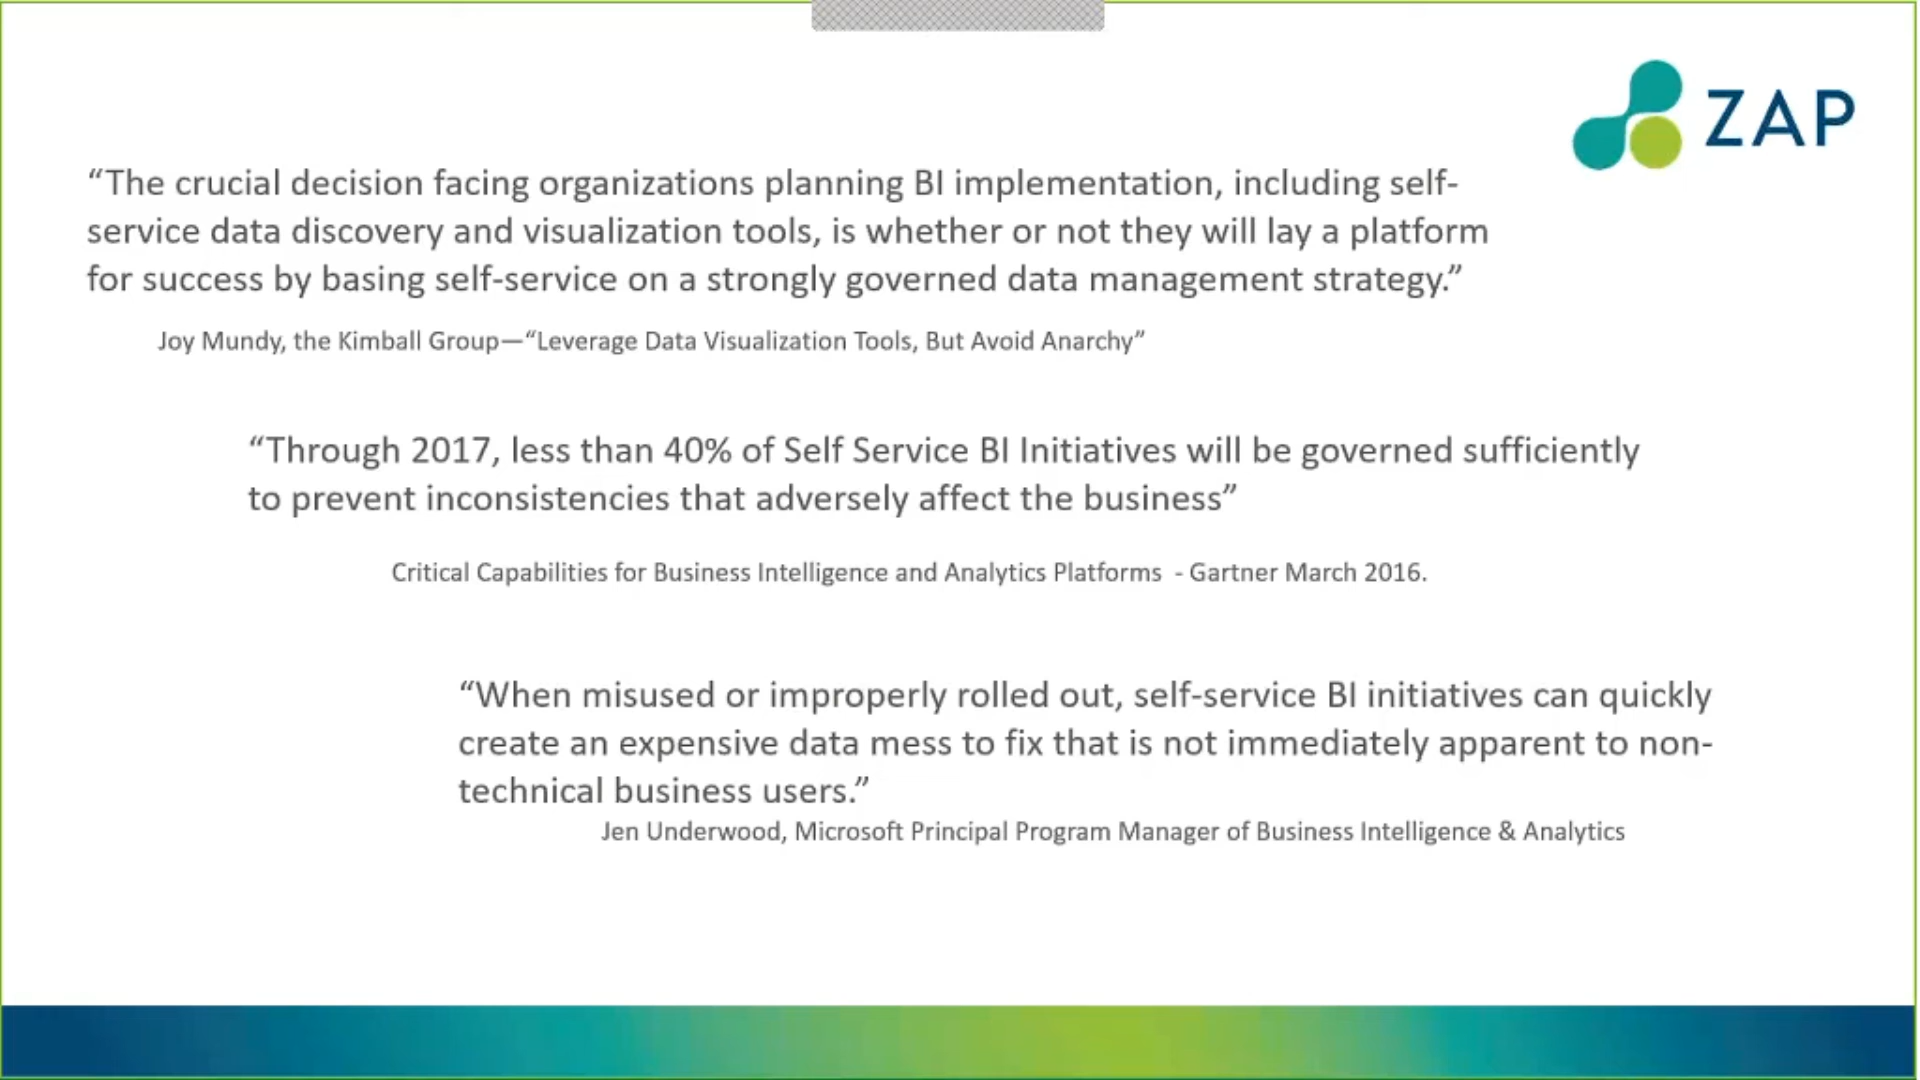 ZAP
“The crucial decision facing organizations planning BI implementation, including self-
service data discovery and visualization tools, is whether or not they will lay a platform
for success by basing self-service on a strongly governed data management strategy.”
Joy Mundy, the Kimball Group—“Leverage Data Visualization Tools, But Avoid Anarchy”
“Through 2017, less than 40% of Self Service BI Initiatives will be governed sufficiently
to prevent inconsistencies that adversely affect the business”
Critical Capabilities for Business Intelligence and Analytics Platforms  - Gartner March 2016.
“When misused or improperly rolled out, self-service BI initiatives can quickly
create an expensive data mess to fix that is not immediately apparent to non-
technical business users.”
Jen Underwood, Microsoft Principal Program Manager of Business Intelligence & Analytics